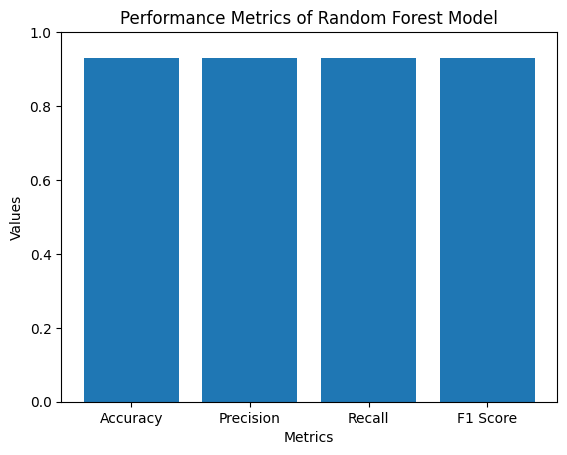 Performance Metrics of Random Forest Model
1.0
0.8
0.6
0.4
0.2
0.0
Values
Accuracy Precision Recall F1 Score
Metrics